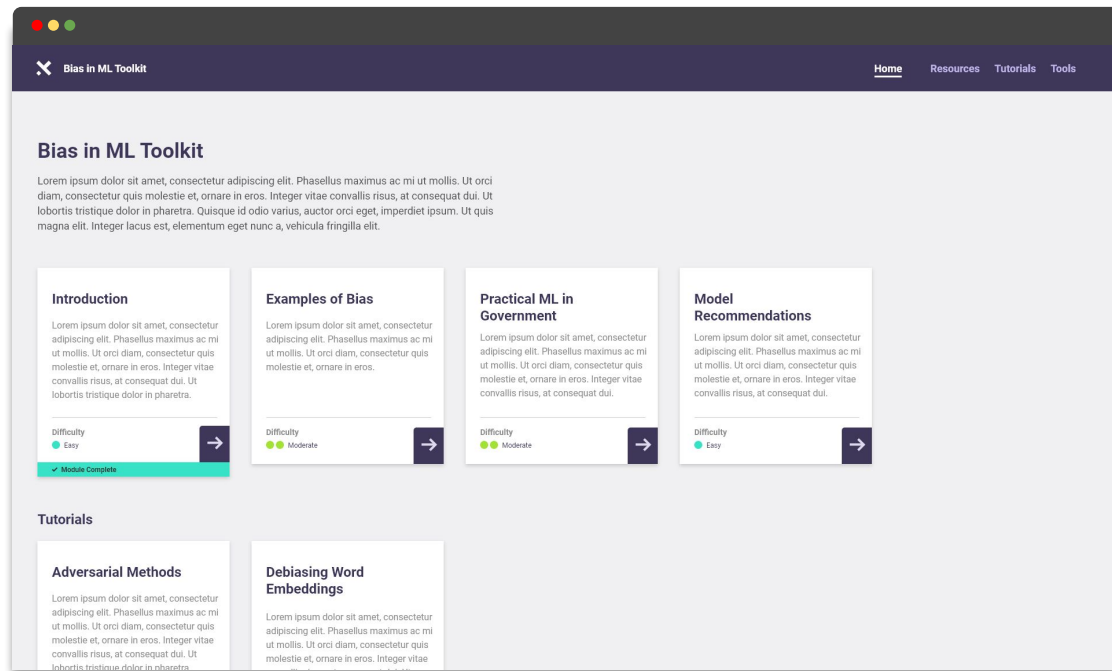 Bias in ML Toolkit
Home
Resources
Tutorials
Tools
Bias in ML Toolkit
Lorem ipsum dolor sit amet, consectetur adipiscing elit. Phasellus maximus ac mi ut mollis. Ut orci
diam, consectetur quis molestie et, ornare in eros. Integer vitae convallis risus, at consequat dui. Ut
lobortis tristique dolor in pharetra. Quisque id odio varius, auctor orci eget, imperdiet ipsum. Ut quis
magna elit. Integer lacus est, elementum eget nunc a, vehicula fringilla elit.
Introduction
Lorem ipsum dolor sit amet, consectetur
adipiscing elit. Phasellus maximus ac mi
ut mollis. Ut orci diam, consectetur quis
molestie et, ornare in eros. Integer vitae
convallis risus, at consequat dui. Ut
lobortis tristique dolor in pharetra.
Difficulty
Easy
Module Complete
Examples of Bias
Lorem ipsum dolor sit amet, consectetur
adipiscing elit. Phasellus maximus ac mi
ut mollis. Ut orci diam, consectetur quis
molestie et, ornare in eros.
Difficulty
Moderate
Practical ML in
Government
Lorem ipsum dolor sit amet, consectetur
adipiscing elit. Phasellus maximus ac mi
ut mollis. Ut orci diam, consectetur quis
molestie et, ornare in eros. Integer vitae
convallis risus, at consequat dui.
Difficulty
Moderate
Model
Recommendations
Lorem ipsum dolor sit amet, consectetur
adipiscing elit. Phasellus maximus ac mi
ut mollis. Ut orci diam, consectetur quis
molestie et, ornare in eros. Integer vitae
convallis risus, at consequat dui.
Difficulty
Easy
Tutorials
Adversarial Methods
Lorem ipsum dolor sit amet, consectetur
adipiscing elit. Phasellus maximus ac mi
ut mollis. Ut orci diam, consectetur quis
molestie et, ornare in eros. Integer vitae
convallis risus, at consequat dui. Ut
lobortis tristique dolor in pharetra
Debiasing Word
Embeddings
Lorem ipsum dolor sit amet, consectetur
adipiscing elit. Phasellus maximus ac mi
ut mollis. Ut orci diam, consectetur quis
molestie et, ornare in eros. Integer vitae